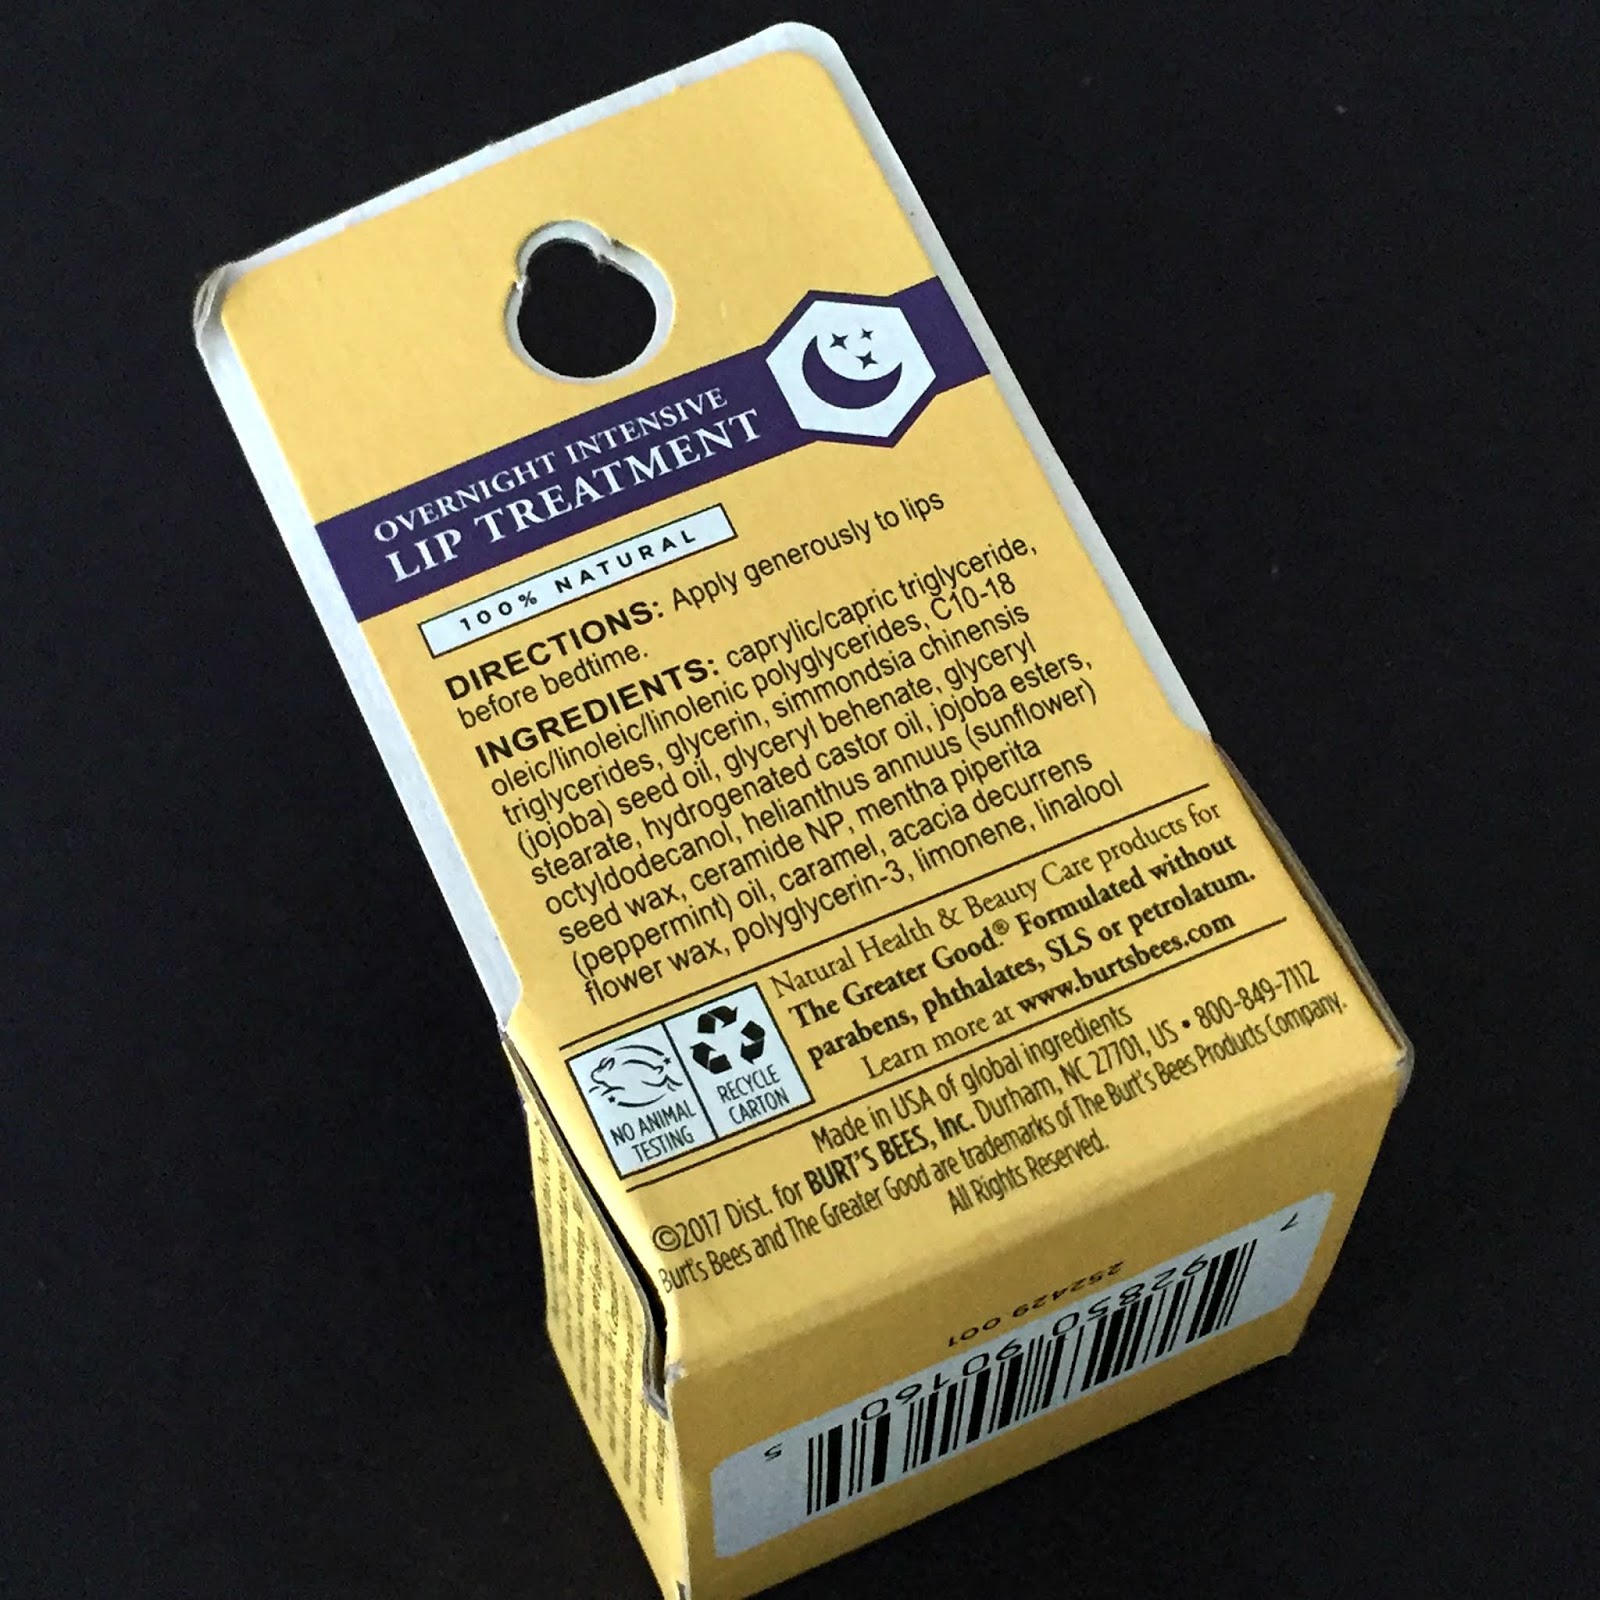 OVERNIGHT INTENSIVE
LIP TREATMENT
100% NATURAL
DIRECTIONS: Apply generously to lips
before bedtime.
INGREDIENTS: caprylic/capric triglyceride,
oleic/linoleic/linolenic polyglycerides, C10-18
triglycerides, glycerin, simmondsia chinensis
(jojoba) seed oil, glyceryl behenate, glyceryl
stearate, hydrogenated castor oil, jojoba esters,
octyldodecanol, helianthus annuus (sunflower)
seed wax, ceramide NP, mentha piperita
(peppermint) oil, caramel, acacia decurrens
flower wax, polyglycerin-3, limonene, linalool
Natural Health & Beauty Care products for
The Greater Good.® Formulated without
parabens, phthalates, SLS or petrolatum.
Learn more at www.burtsbees.com
NO ANIMAL
TESTING
RECYCLE
CARTON
Made in USA of global ingredients
©2017 Dist. for BURT'S BEES, Inc. Durham, NC 27701, US • 800-849-7112
Burt's Bees and The Greater Good are trademarks of The Burt's Bees Products Company.
All Rights Reserved.
252429 001
7 92850 90160 5